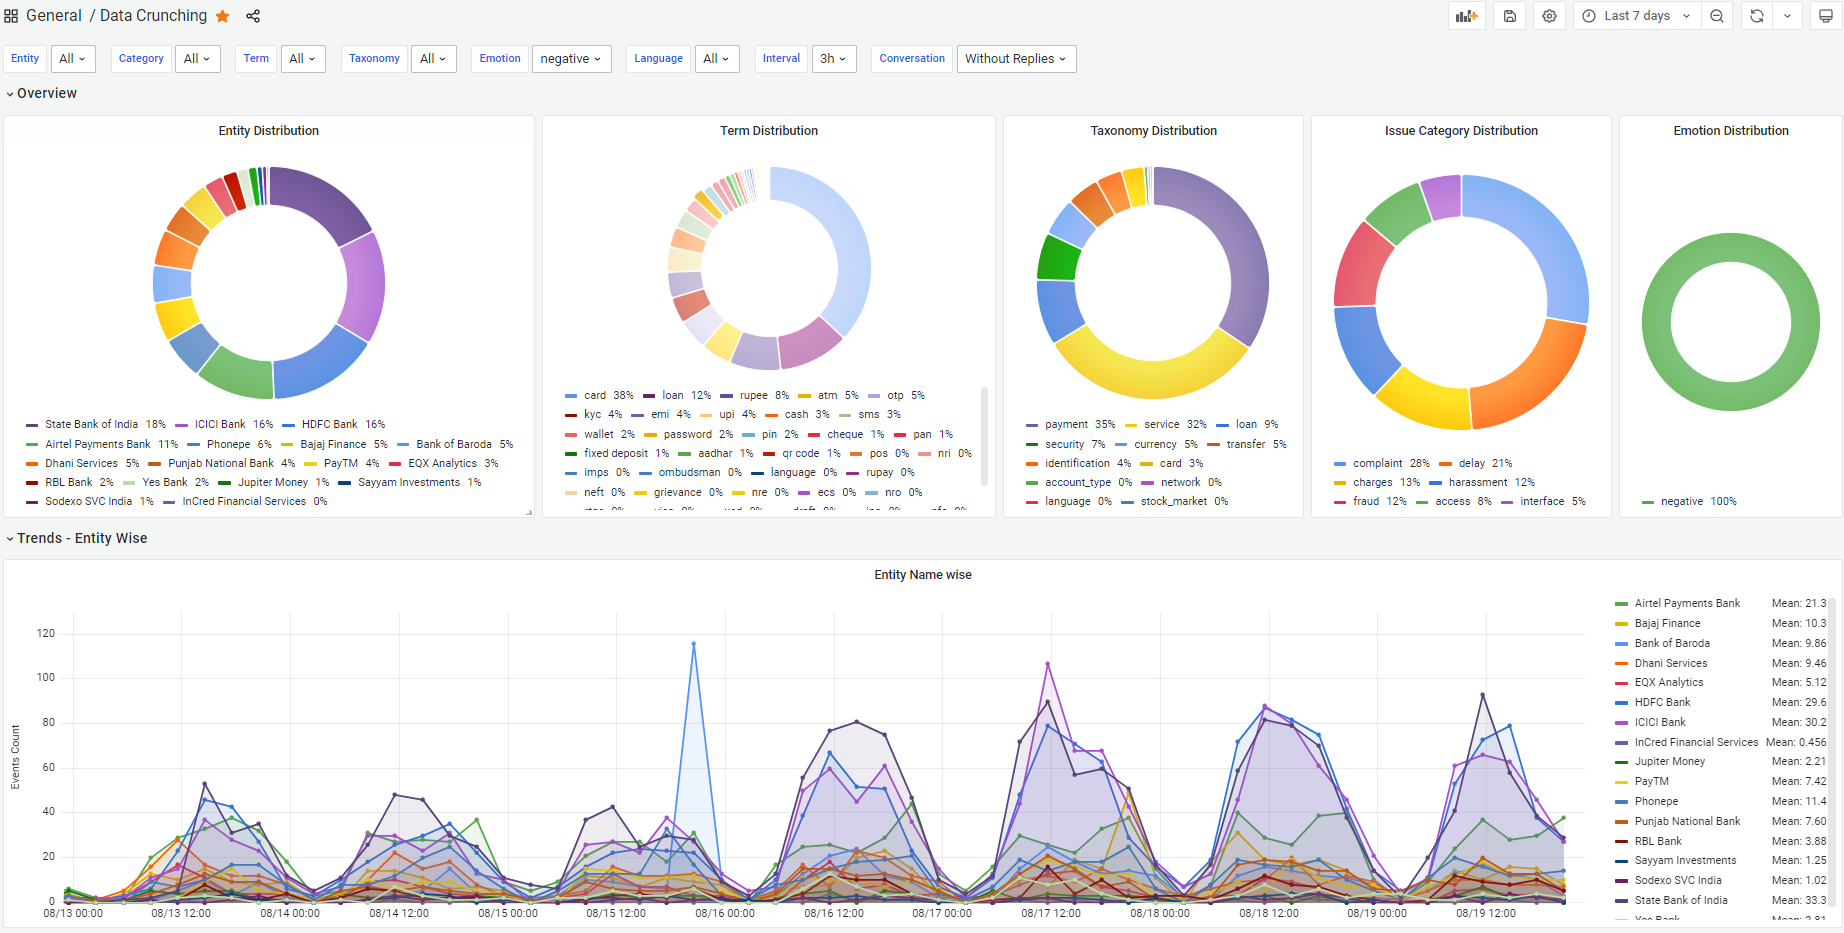 General / Data Crunching
Last 7 days
Entity All Category All Term All Taxonomy All Emotion negative Language All Interval 3h Conversation Without Replies
Overview
Entity Distribution
State Bank of India 18% ICICI Bank 16% HDFC Bank 16%
Airtel Payments Bank 11% Phonepe 6% Bajaj Finance 5% Bank of Baroda 5%
Dhani Services 5% Punjab National Bank 4% PayTM 4% EQX Analytics 3%
RBL Bank 2% Yes Bank 2% Jupiter Money 1% Sayyam Investments 1%
Sodexo SVC India 1% InCred Financial Services 0%
Term Distribution
card 38% loan 12% rupee 8% atm 5% otp 5%
kyc 4% emi 4% upi 4% cash 3% sms 3%
wallet 2% password 2% pin 2% cheque 1% pan 1%
fixed deposit 1% aadhar 1% qr code 1% pos 0% nri 0%
imps 0% ombudsman 0% language 0% rupay 0%
neft 0% grievance 0% nre 0% ecs 0% nro 0%
Taxonomy Distribution
payment 35% service 32% loan 9%
security 7% currency 5% transfer 5%
identification 4% card 3%
account_type 0% network 0%
language 0% stock_market 0%
Issue Category Distribution
complaint 28% delay 21%
charges 13% harassment 12%
fraud 12% access 8% interface 5%
Emotion Distribution
negative 100%
Trends - Entity Wise
Entity Name wise
Events Count
120
100
80
60
40
20
0
08/13 00:00 08/13 12:00 08/14 00:00 08/14 12:00 08/15 00:00 08/15 12:00 08/16 00:00 08/16 12:00 08/17 00:00 08/17 12:00 08/18 00:00 08/18 12:00 08/19 00:00 08/19 12:00
Airtel Payments Bank Mean: 21.3
Bajaj Finance Mean: 10.3
Bank of Baroda Mean: 9.86
Dhani Services Mean: 9.46
EQX Analytics Mean: 5.12
HDFC Bank Mean: 29.6
ICICI Bank Mean: 30.2
InCred Financial Services Mean: 0.456
Jupiter Money Mean: 2.21
PayTM Mean: 7.42
Phonepe Mean: 11.4
Punjab National Bank Mean: 7.60
RBL Bank Mean: 3.88
Sayyam Investments Mean: 1.25
Sodexo SVC India Mean: 1.02
State Bank of India Mean: 33.3
Yes Bank Mean: 2.81